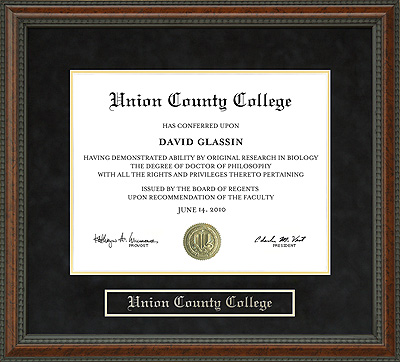 Union County College
HAS CONFERRED UPON
DAVID GLASSIN
HAVING DEMONSTRATED ABILITY BY ORIGINAL RESEARCH IN BIOLOGY
THE DEGREE OF DOCTOR OF PHILOSOPHY
WITH ALL THE RIGHTS AND PRIVILEGES THERETO PERTAINING
ISSUED BY THE BOARD OF REGENTS
UPON RECOMMENDATION OF THE FACULTY
JUNE 14, 2010
PROVOST
PRESIDENT
Union County College